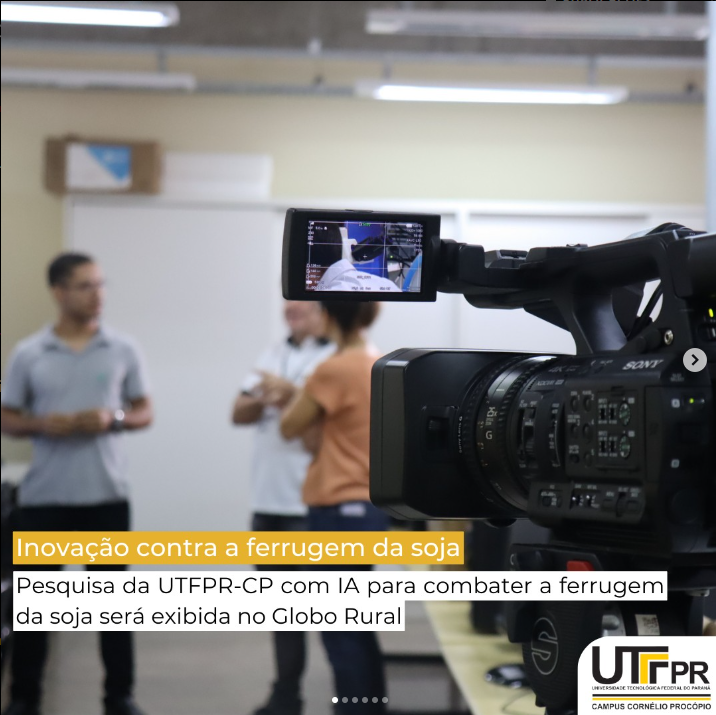 SONY
Inovação contra a ferrugem da soja
Pesquisa da UTFPR-CP com IA para combater a ferrugem
da soja será exibida no Globo Rural
UTFPR
UNIVERSIDADE TECNOLÓGICA FEDERAL DO PARANÁ
CAMPUS CORNÉLIO PROCÓPIO